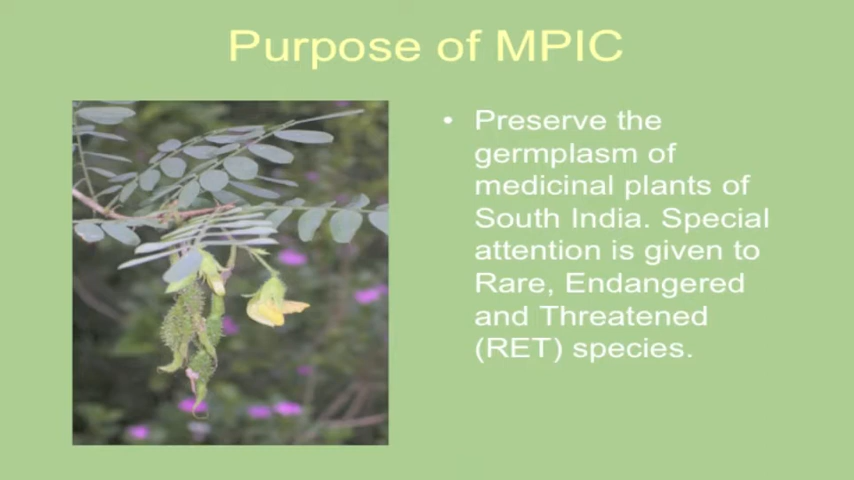 Purpose of MPIC
• Preserve the
germplasm of
medicinal plants of
South India. Special
attention is given to
Rare, Endangered
and Threatened
(RET) species.